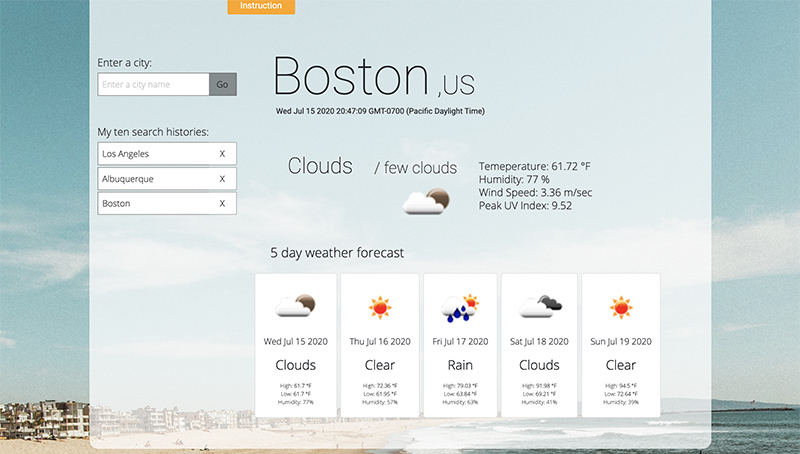 Instruction
Enter a city:
Enter a city name
Go
My ten search histories:
Los Angeles X
Albuquerque X
Boston X
Boston ,US
Wed Jul 15 2020 20:47:09 GMT-0700 (Pacific Daylight Time)
Clouds / few clouds
Temeperature: 61.72 °F
Humidity: 77 %
Wind Speed: 3.36 m/sec
Peak UV Index: 9.52
5 day weather forecast
Wed Jul 15 2020
Clouds
High: 61.7 °F
Low: 61.7 °F
Humidity: 77%
Thu Jul 16 2020
Clear
High: 72.36 °F
Low: 61.95 °F
Humidity: 57%
Fri Jul 17 2020
Rain
High: 79.03 °F
Low: 63.84 °F
Humidity: 63%
Sat Jul 18 2020
Clouds
High: 91.98 °F
Low: 69.21 °F
Humidity: 41%
Sun Jul 19 2020
Clear
High: 94.5 °F
Low: 72.64 °F
Humidity: 39%